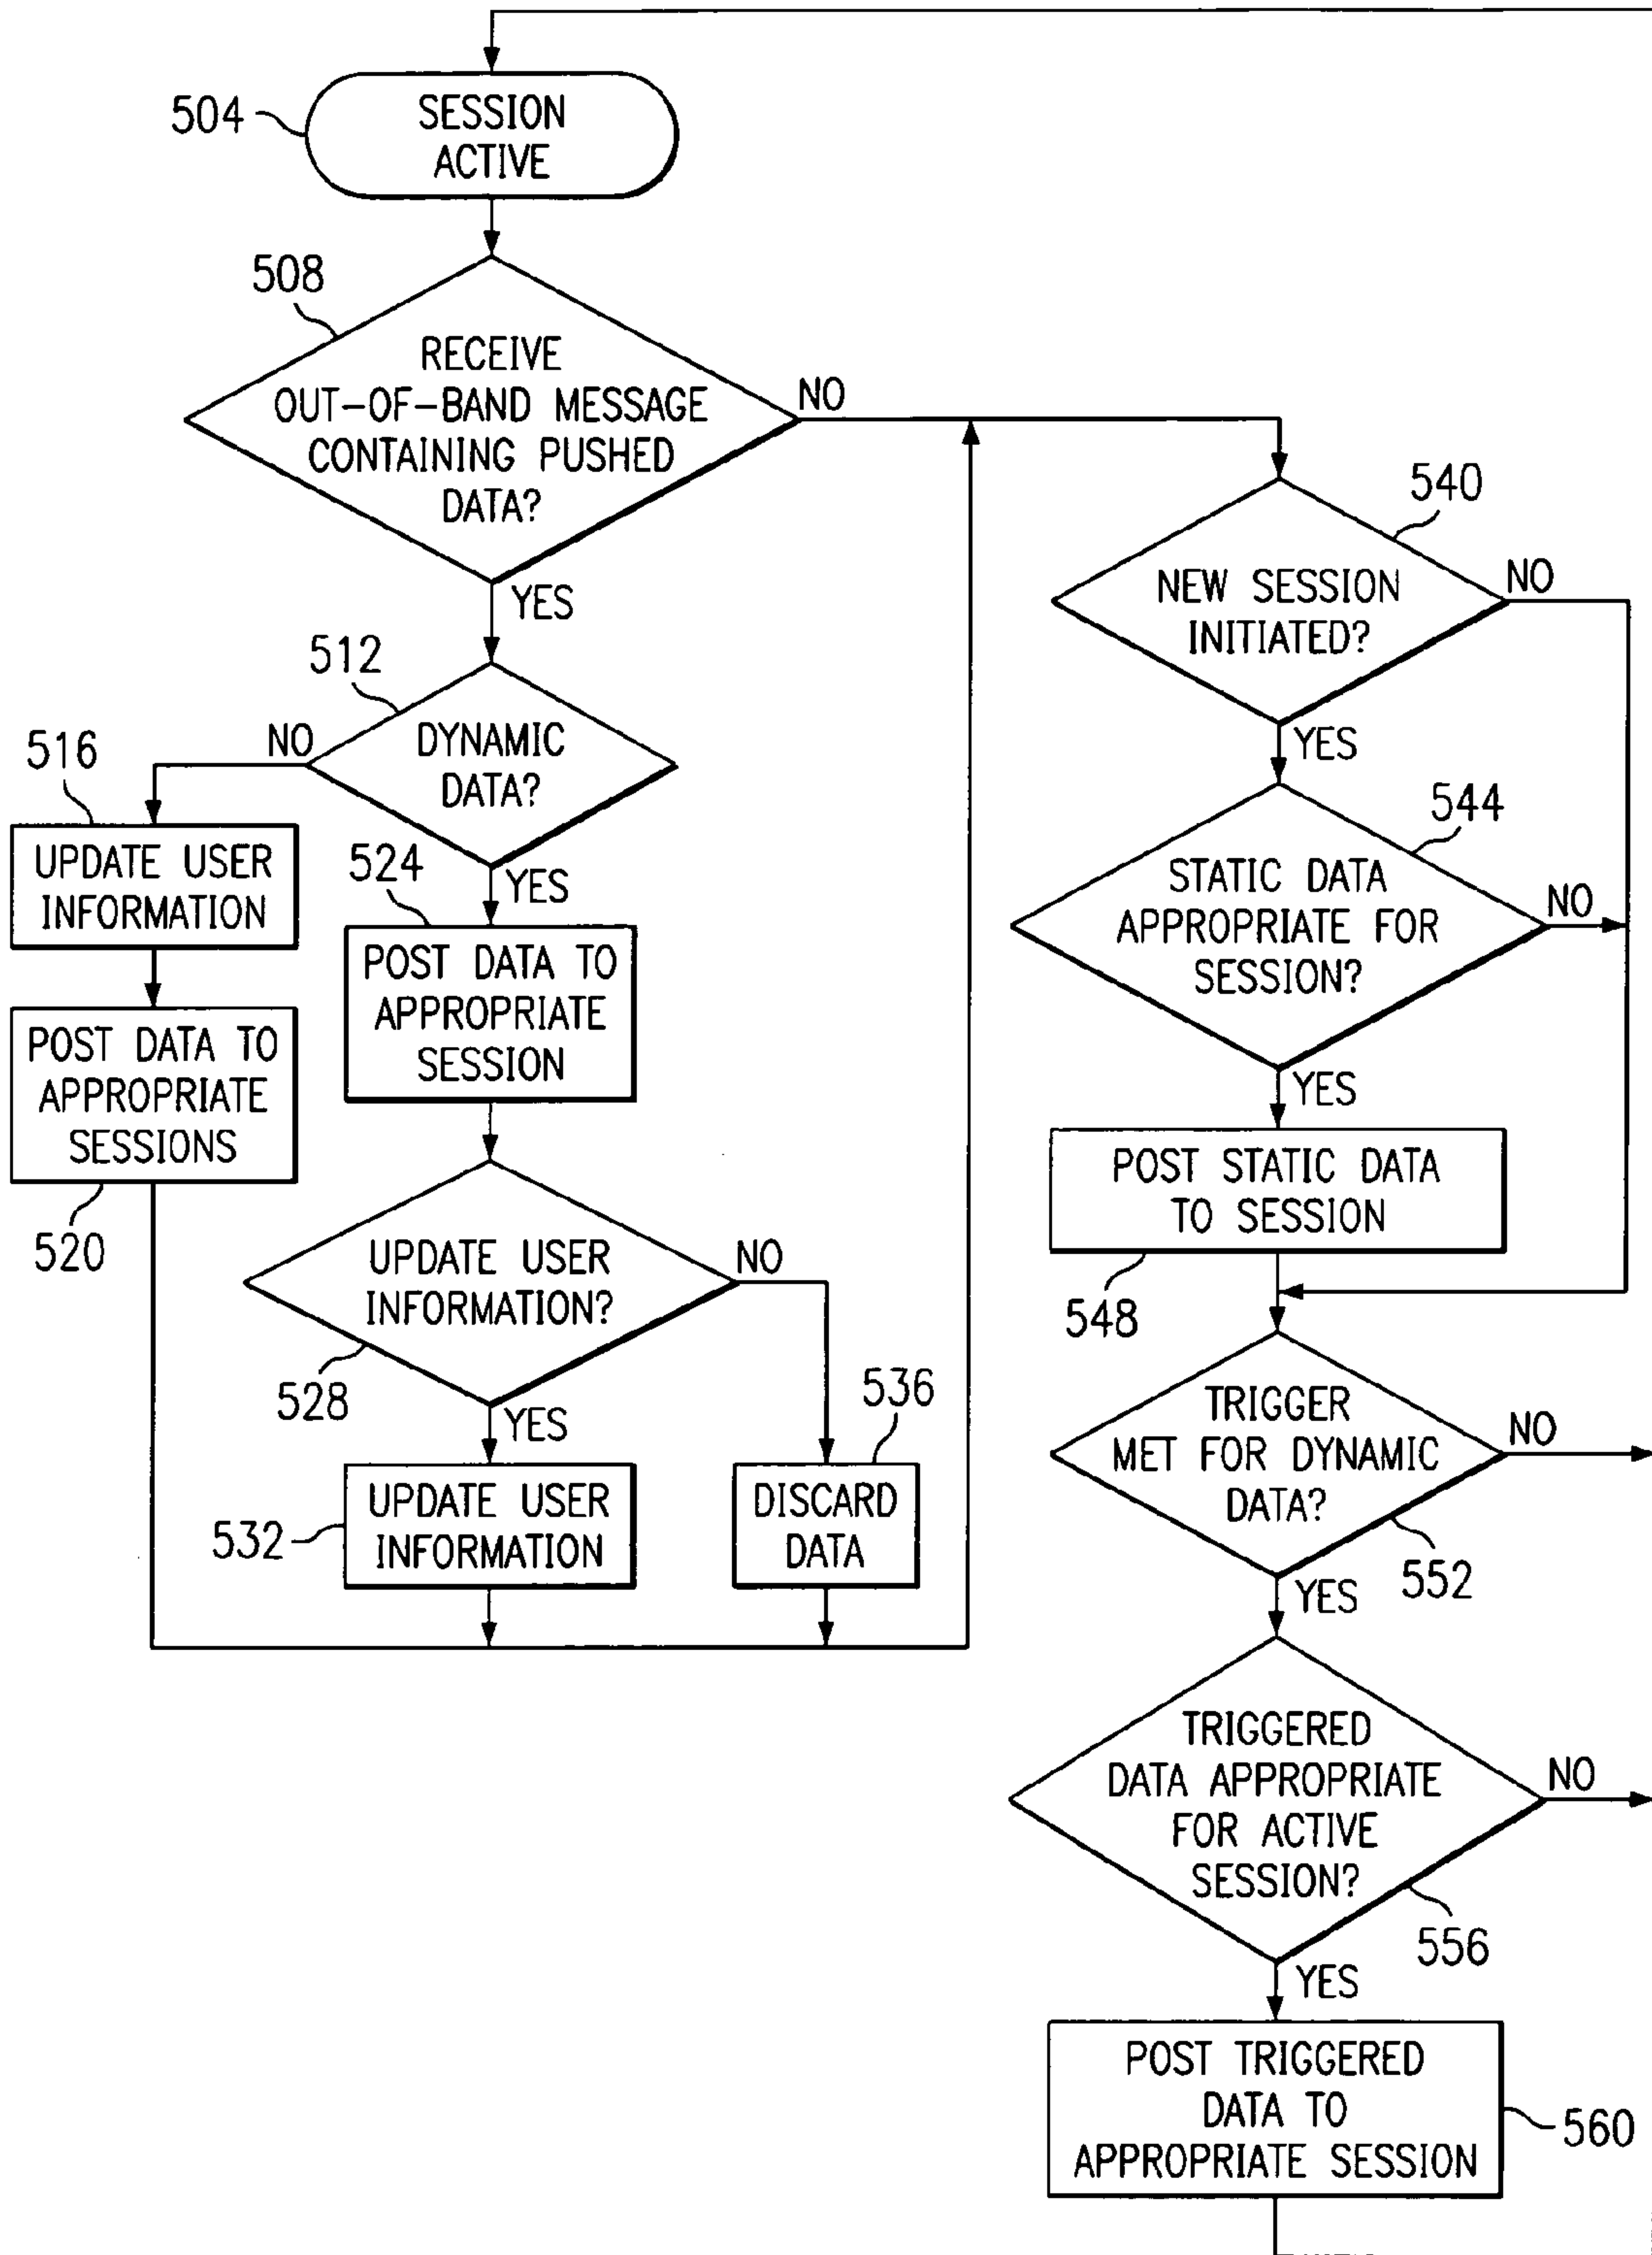 504
SESSION
ACTIVE
508
RECEIVE
OUT-OF-BAND MESSAGE
CONTAINING PUSHED
DATA?
NO
YES
512
DYNAMIC
DATA?
NO
YES
516
UPDATE USER
INFORMATION
POST DATA TO
APPROPRIATE
SESSIONS
520
524
POST DATA TO
APPROPRIATE
SESSION
UPDATE USER
INFORMATION?
528
NO
YES
532
UPDATE USER
INFORMATION
536
DISCARD
DATA
540
NEW SESSION
INITIATED?
NO
YES
544
STATIC DATA
APPROPRIATE FOR
SESSION?
NO
YES
POST STATIC DATA
TO SESSION
548
TRIGGER
MET FOR DYNAMIC
DATA?
NO
552
YES
TRIGGERED
DATA APPROPRIATE
FOR ACTIVE
SESSION?
NO
556
YES
POST TRIGGERED
DATA TO
APPROPRIATE SESSION
560